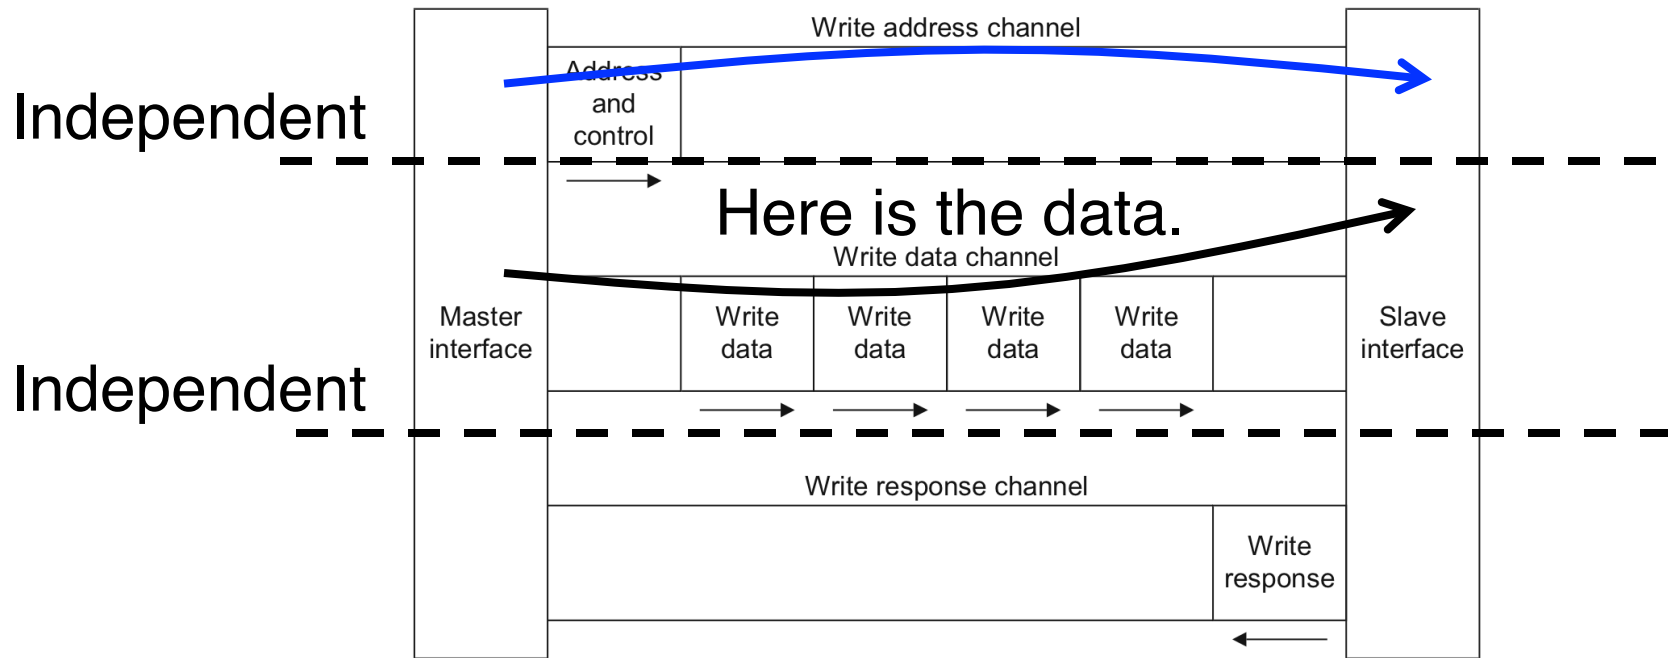 Write address channel
Address
and
control
Independent
Here is the data.
Write data channel
Master
interface
Write
data
Write
data
Write
data
Write
data
Slave
interface
Independent
Write response channel
Write
response